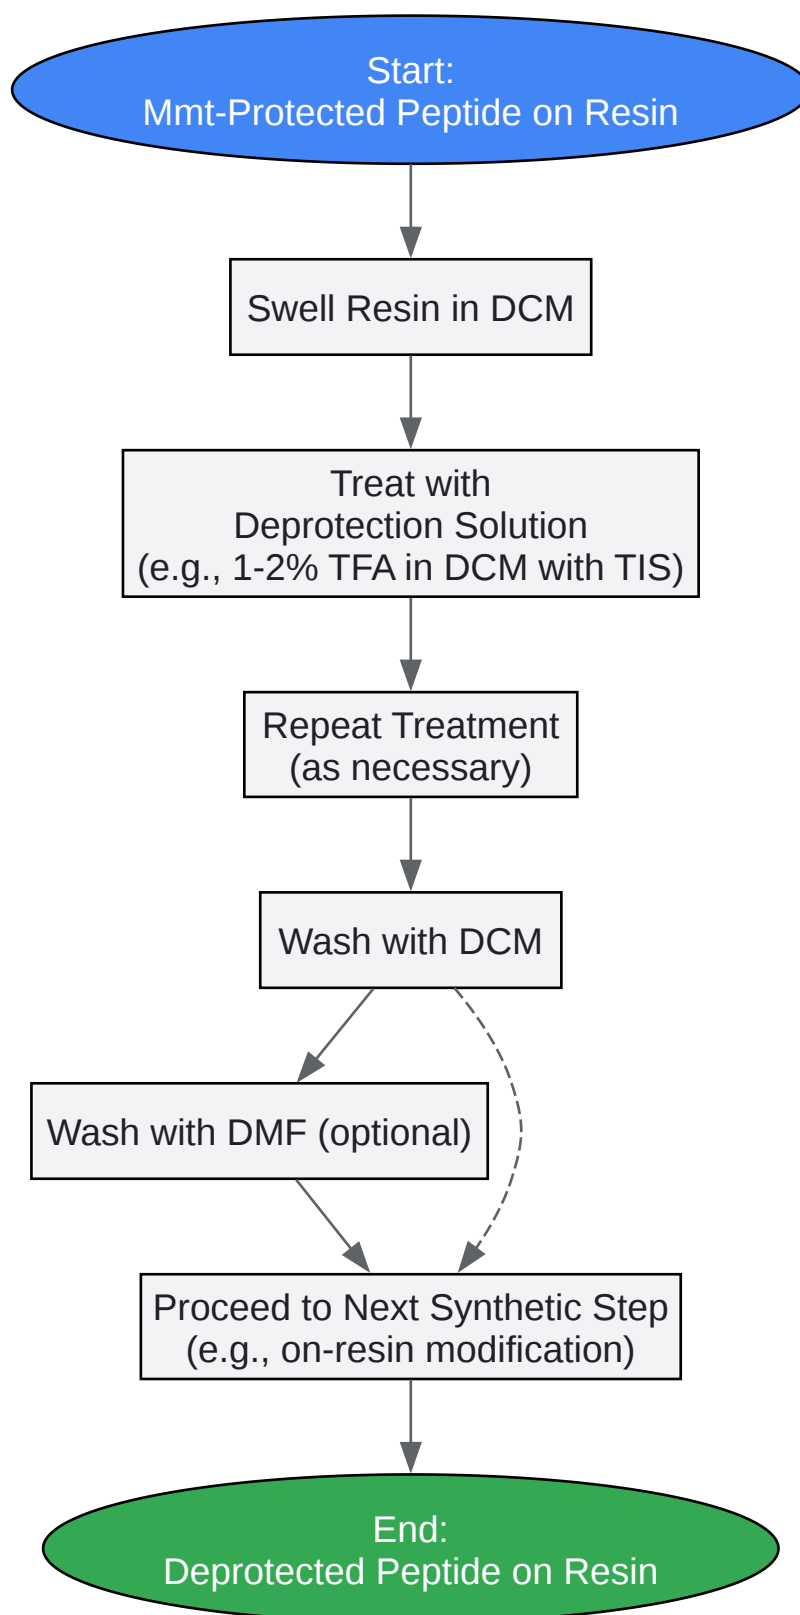 Start:
Mmt-Protected Peptide on Resin
Swell Resin in DCM
Treat with
Deprotection Solution
(e.g., 1-2% TFA in DCM with TIS)
Repeat Treatment
(as necessary)
Wash with DCM
Wash with DMF (optional)
Proceed to Next Synthetic Step
(e.g., on-resin modification)
End:
Deprotected Peptide on Resin